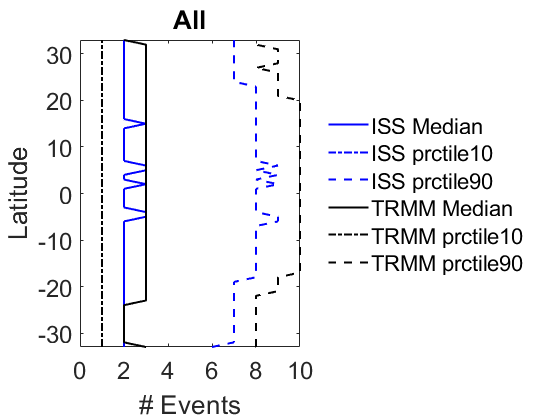 All
30
20
10
0
-10
-20
-30
Latitude
0 2 4 6 8 10
# Events
ISS Median
ISS prctile10
ISS prctile90
TRMM Median
TRMM prctile10
TRMM prctile90